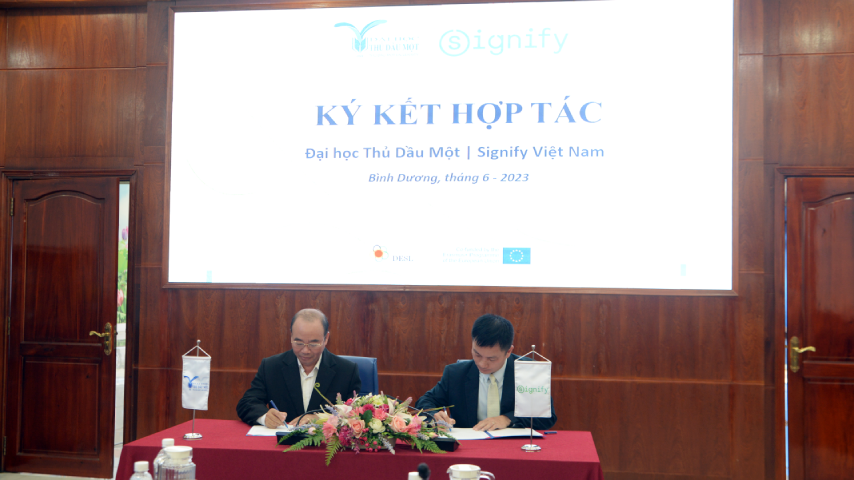 Signify
KÝ KẾT HỢP TÁC
Đại học Thủ Dầu Một | Signify Việt Nam
Bình Dương, tháng 6 - 2023
Signify